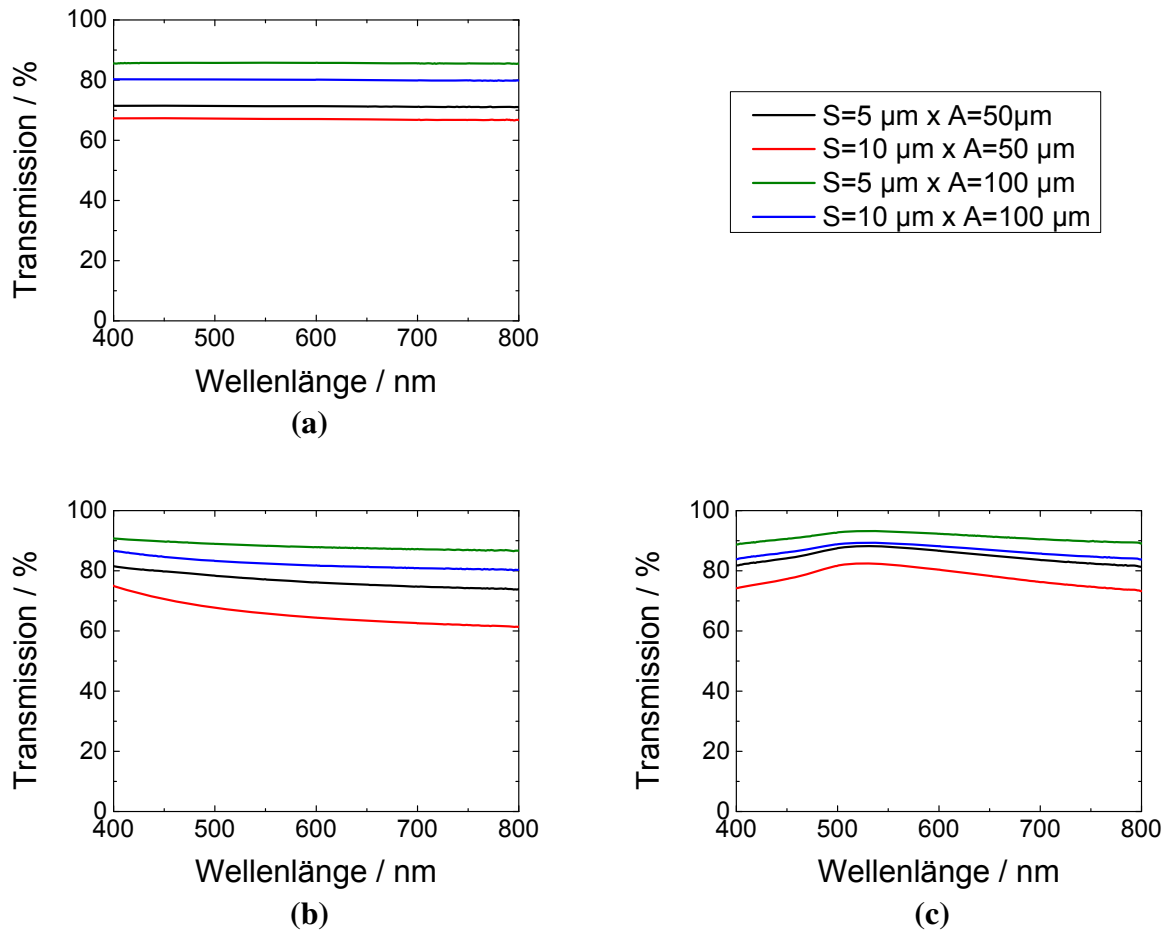 100
80
60
40
20
0
Transmission / %
400 500 600 700 800
Wellenlänge / nm
(a)
S=5 µm x A=50µm
S=10 µm x A=50 µm
S=5 µm x A=100 µm
S=10 µm x A=100 µm
100
80
60
40
20
0
Transmission / %
400 500 600 700 800
Wellenlänge / nm
(b)
100
80
60
40
20
0
Transmission / %
400 500 600 700 800
Wellenlänge / nm
(c)